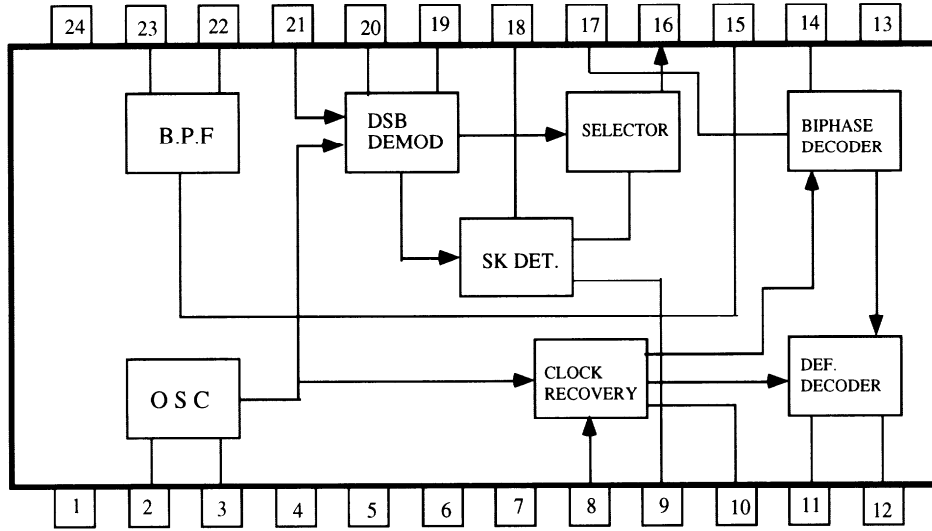 24 23 22 21 20 19 18 17 16 15 14 13
B.P.F
DSB
DEMOD
SELECTOR
BIPHASE
DECODER
SK DET.
O S C
CLOCK
RECOVERY
DEF.
DECODER
1 2 3 4 5 6 7 8 9 10 11 12